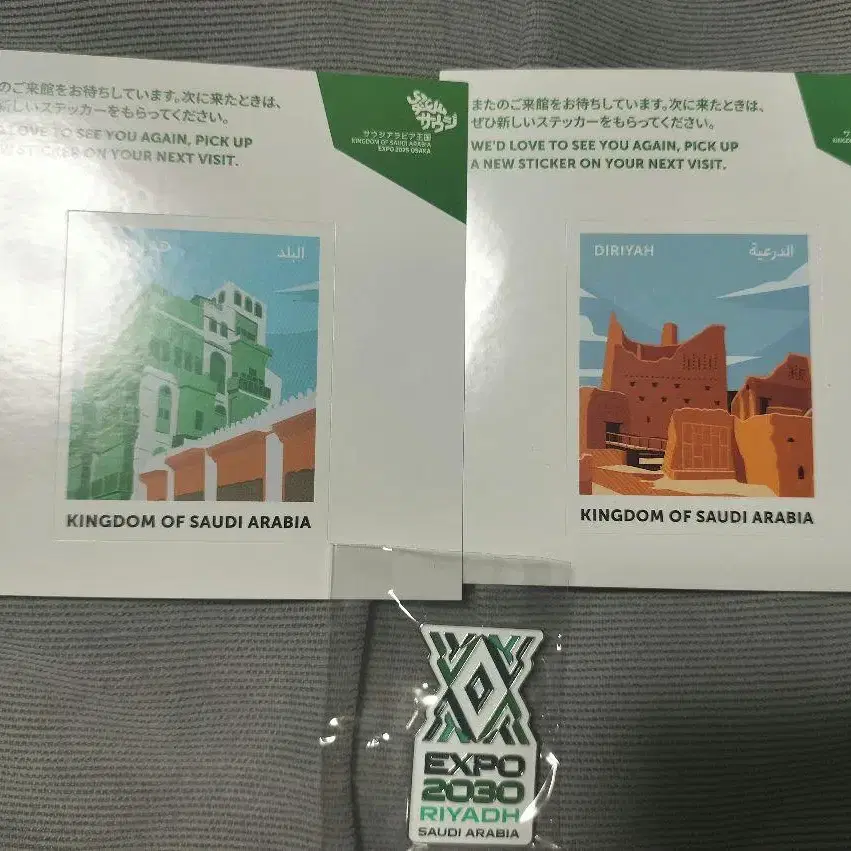 のご来館をお待ちしています。次に来たときは、
新しいステッカーをもらってください。
LOVE TO SEE YOU AGAIN, PICK UP
STICKER ON YOUR NEXT VISIT.
サウジアラビア王国
KINGDOM OF SAUDI ARABIA
EXPO 2025 OSAKA
البلد
KINGDOM OF SAUDI ARABIA
またのご来館をお待ちしています。次に来たときは、
ぜひ新しいステッカーをもらってください。
WE'D LOVE TO SEE YOU AGAIN, PICK UP
A NEW STICKER ON YOUR NEXT VISIT.
DIRIYAH
الدرعية
KINGDOM OF SAUDI ARABIA
EXPO
2030
RIYADH
SAUDI ARABIA